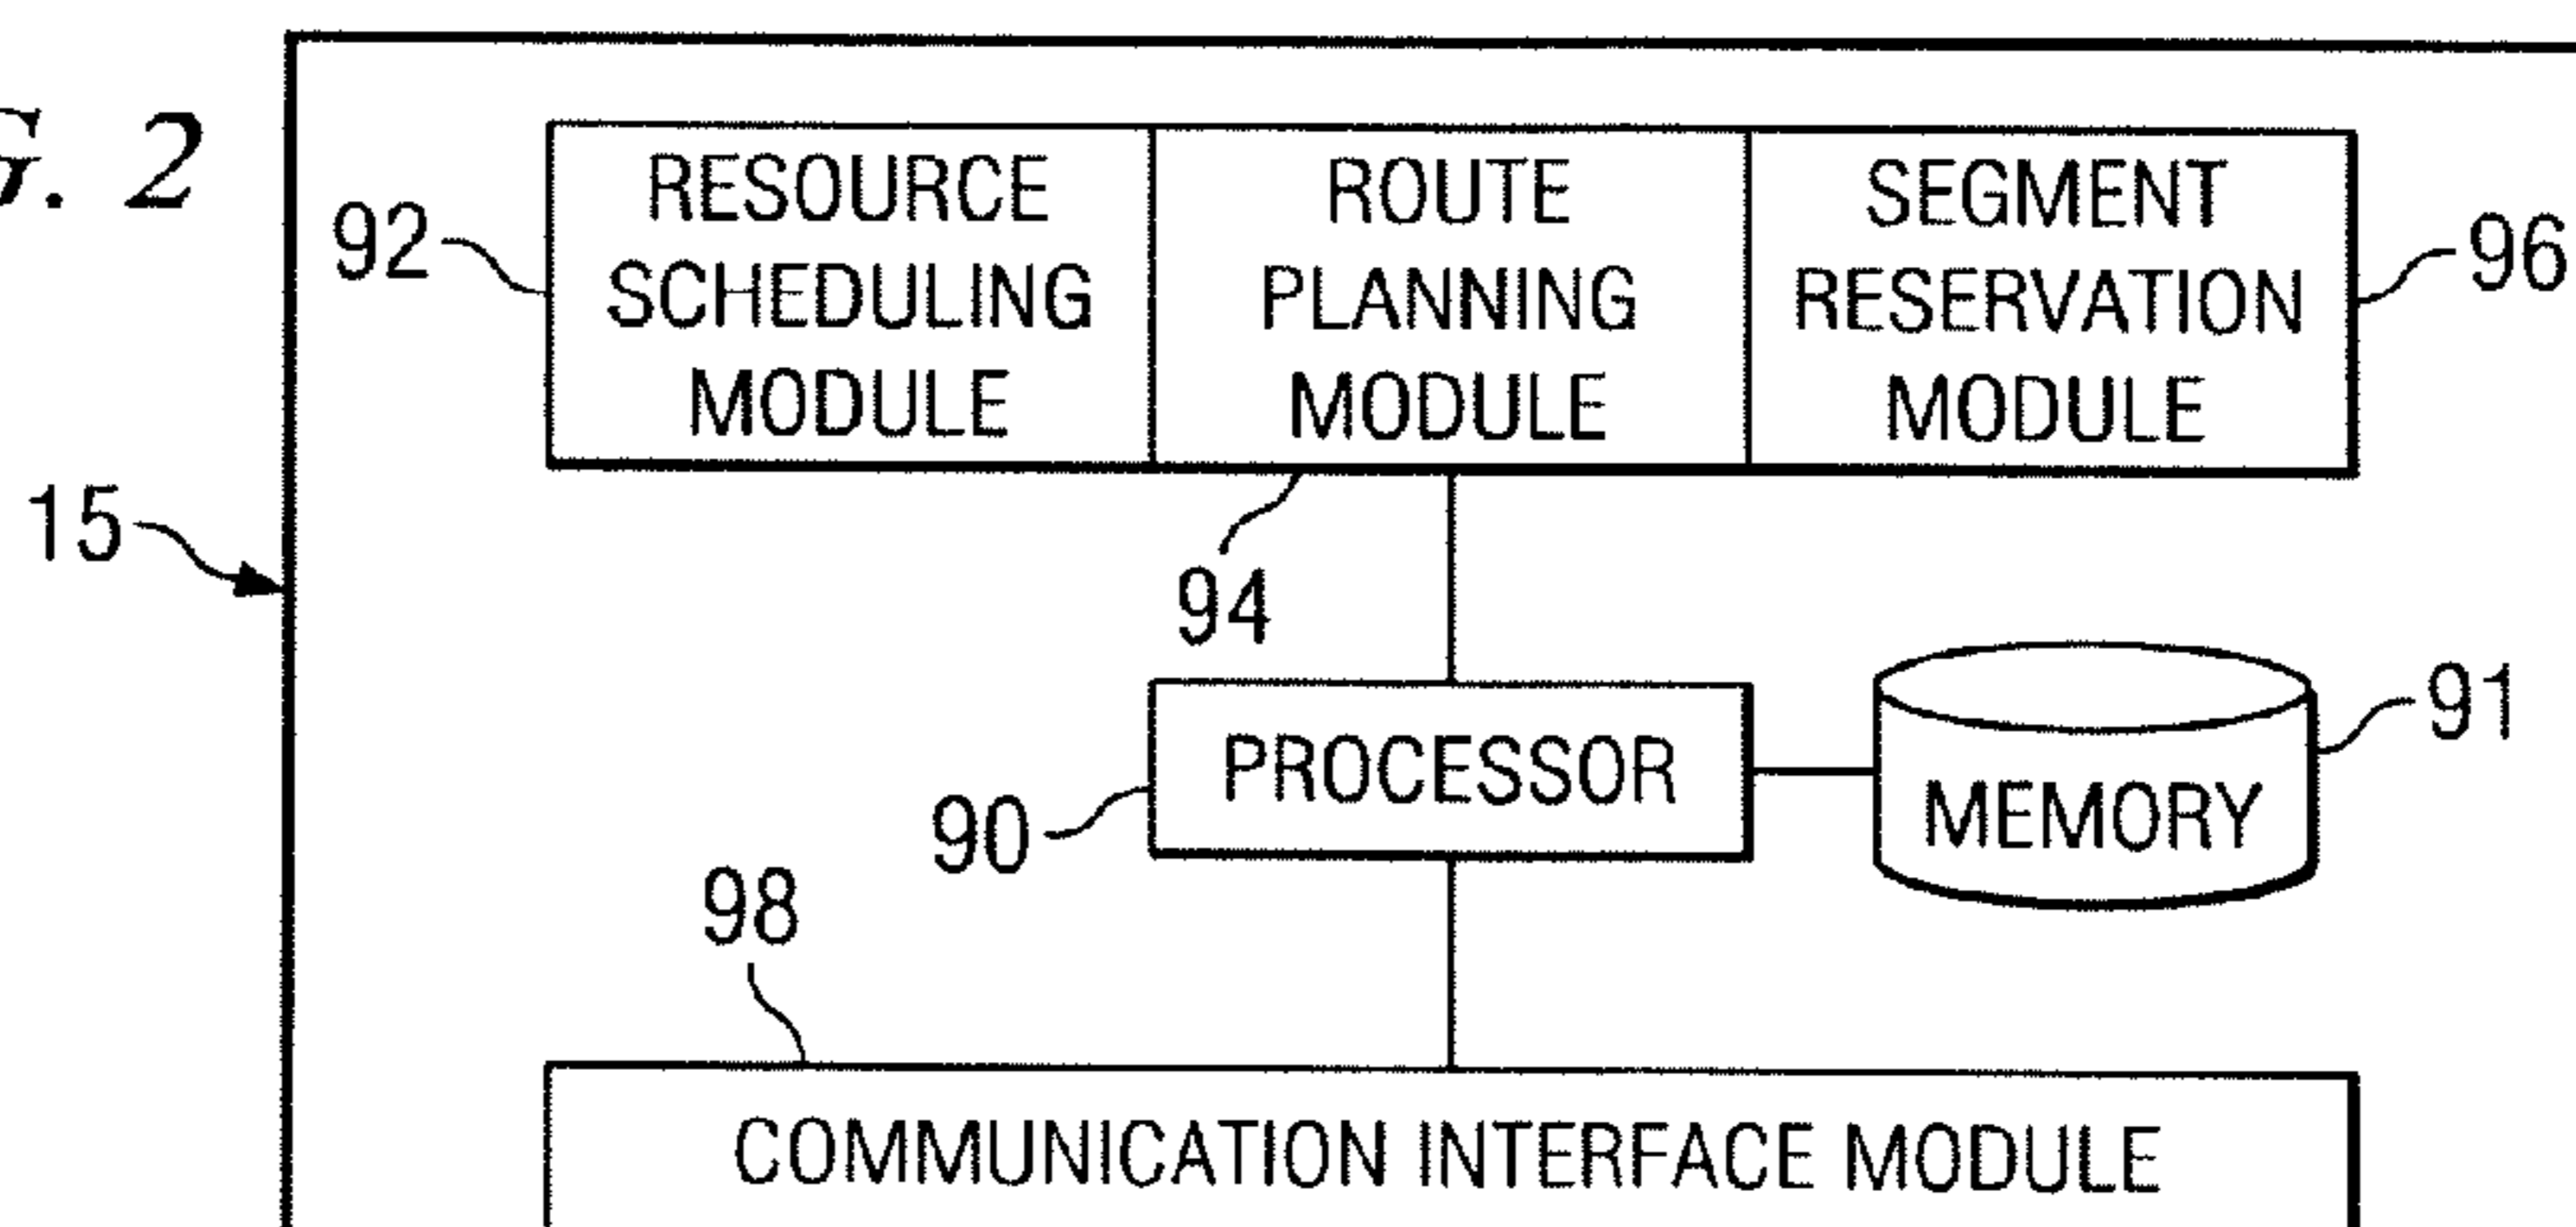 G. 2
RESOURCE
SCHEDULING
MODULE
ROUTE
PLANNING
MODULE
SEGMENT
RESERVATION
MODULE
92
96
15
94
PROCESSOR
90
MEMORY
91
98
COMMUNICATION INTERFACE MODULE